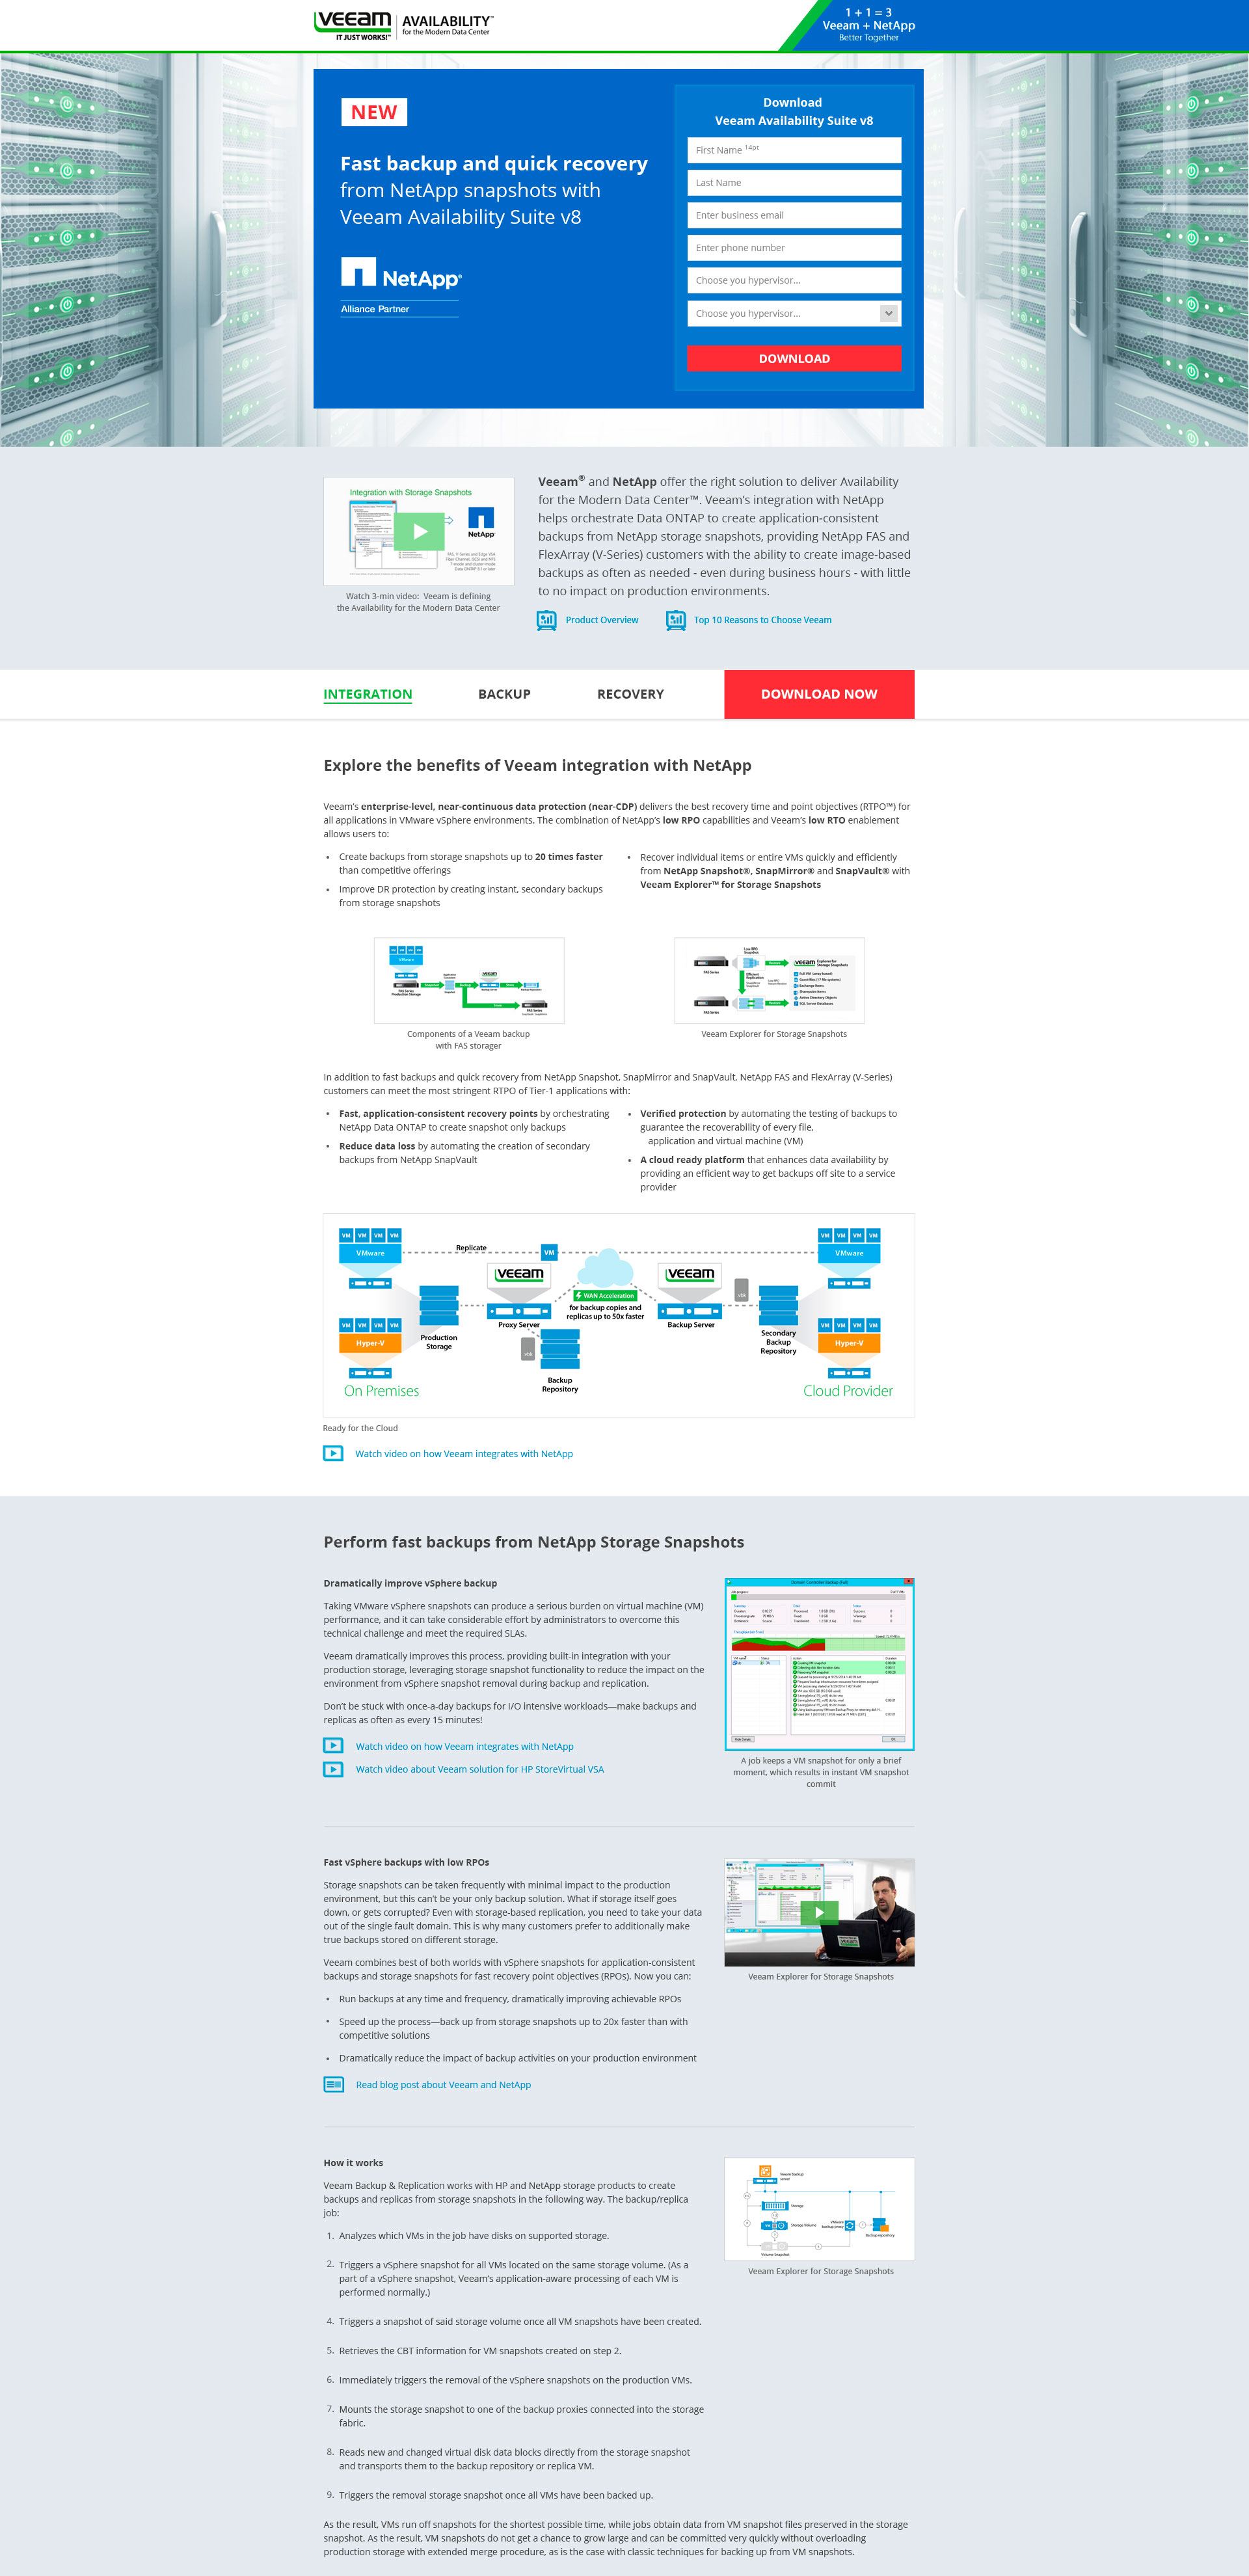 veeam
IT JUST WORKS!™
AVAILABILITY™
for the Modern Data Center
1 + 1 = 3
Veeam + NetApp
Better Together
NEW
Fast backup and quick recovery
from NetApp snapshots with
Veeam Availability Suite v8
NetApp®
Alliance Partner
Download
Veeam Availability Suite v8
First Name 14pt
Last Name
Enter business email
Enter phone number
Choose you hypervisor...
Choose you hypervisor...
DOWNLOAD
Integration with Storage Snapshots
NetApp
Watch 3-min video: Veeam is defining
the Availability for the Modern Data Center
Veeam® and NetApp offer the right solution to deliver Availability
for the Modern Data Center™. Veeam's integration with NetApp
helps orchestrate Data ONTAP to create application-consistent
backups from NetApp storage snapshots, providing NetApp FAS and
FlexArray (V-Series) customers with the ability to create image-based
backups as often as needed - even during business hours - with little
to no impact on production environments.
Product Overview
Top 10 Reasons to Choose Veeam
INTEGRATION
BACKUP
RECOVERY
DOWNLOAD NOW
Explore the benefits of Veeam integration with NetApp
Veeam's enterprise-level, near-continuous data protection (near-CDP) delivers the best recovery time and point objectives (RTPO™) for
all applications in VMware vSphere environments. The combination of NetApp's low RPO capabilities and Veeam's low RTO enablement
allows users to:
• Create backups from storage snapshots up to 20 times faster
than competitive offerings
• Improve DR protection by creating instant, secondary backups
from storage snapshots
• Recover individual items or entire VMs quickly and efficiently
from NetApp Snapshot®, SnapMirror® and SnapVault® with
Veeam Explorer™ for Storage Snapshots
Components of a Veeam backup
with FAS storager
Veeam Explorer for Storage Snapshots
In addition to fast backups and quick recovery from NetApp Snapshot, SnapMirror and SnapVault, NetApp FAS and FlexArray (V-Series)
customers can meet the most stringent RTPO of Tier-1 applications with:
• Fast, application-consistent recovery points by orchestrating
NetApp Data ONTAP to create snapshot only backups
• Reduce data loss by automating the creation of secondary
backups from NetApp SnapVault
• Verified protection by automating the testing of backups to
guarantee the recoverability of every file,
application and virtual machine (VM)
• A cloud ready platform that enhances data availability by
providing an efficient way to get backups off site to a service
provider
VM VM VM VM
VMware
Replicate
VM
VM VM VM VM
VMware
veeam
veeam
WAN Acceleration
for backup copies and
replicas up to 50x faster
Proxy Server
Backup Server
VM VM VM VM
Hyper-V
Production
Storage
Secondary
Backup
Repository
VM VM VM VM
Hyper-V
Backup
Repository
On Premises
Cloud Provider
Ready for the Cloud
Watch video on how Veeam integrates with NetApp
Perform fast backups from NetApp Storage Snapshots
Dramatically improve vSphere backup
Taking VMware vSphere snapshots can produce a serious burden on virtual machine (VM)
performance, and it can take considerable effort by administrators to overcome this
technical challenge and meet the required SLAs.
Veeam dramatically improves this process, providing built-in integration with your
production storage, leveraging storage snapshot functionality to reduce the impact on the
environment from vSphere snapshot removal during backup and replication.
Don't be stuck with once-a-day backups for I/O intensive workloads—make backups and
replicas as often as every 15 minutes!
Watch video on how Veeam integrates with NetApp
Watch video about Veeam solution for HP StoreVirtual VSA
A job keeps a VM snapshot for only a brief
moment, which results in instant VM snapshot
commit
Fast vSphere backups with low RPOs
Storage snapshots can be taken frequently with minimal impact to the production
environment, but this can't be your only backup solution. What if storage itself goes
down, or gets corrupted? Even with storage-based replication, you need to take your data
out of the single fault domain. This is why many customers prefer to additionally make
true backups stored on different storage.
Veeam combines best of both worlds with vSphere snapshots for application-consistent
backups and storage snapshots for fast recovery point objectives (RPOs). Now you can:
• Run backups at any time and frequency, dramatically improving achievable RPOs
• Speed up the process—back up from storage snapshots up to 20x faster than with
competitive solutions
• Dramatically reduce the impact of backup activities on your production environment
Read blog post about Veeam and NetApp
Veeam Explorer for Storage Snapshots
How it works
Veeam Backup & Replication works with HP and NetApp storage products to create
backups and replicas from storage snapshots in the following way. The backup/replica
job:
1. Analyzes which VMs in the job have disks on supported storage.
2. Triggers a vSphere snapshot for all VMs located on the same storage volume. (As a
part of a vSphere snapshot, Veeam's application-aware processing of each VM is
performed normally.)
4. Triggers a snapshot of said storage volume once all VM snapshots have been created.
5. Retrieves the CBT information for VM snapshots created on step 2.
6. Immediately triggers the removal of the vSphere snapshots on the production VMs.
7. Mounts the storage snapshot to one of the backup proxies connected into the storage
fabric.
8. Reads new and changed virtual disk data blocks directly from the storage snapshot
and transports them to the backup repository or replica VM.
9. Triggers the removal storage snapshot once all VMs have been backed up.
Veeam Explorer for Storage Snapshots
As the result, VMs run off snapshots for the shortest possible time, while jobs obtain data from VM snapshot files preserved in the storage
snapshot. As the result, VM snapshots do not get a chance to grow large and can be committed very quickly without overloading
production storage with extended merge procedure, as is the case with classic techniques for backing up from VM snapshots.